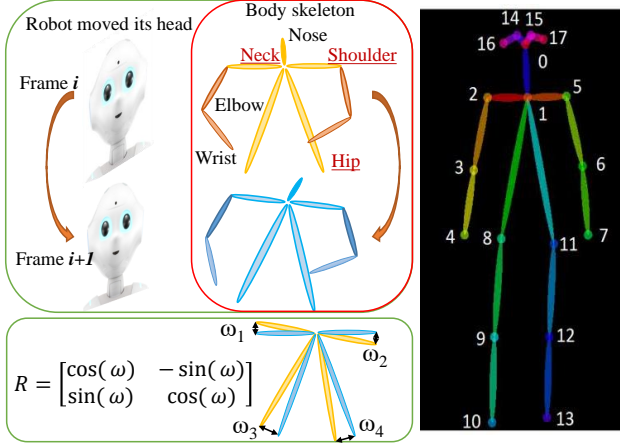 Robot moved its head
Frame i
Frame i+1
Body skeleton
Nose
Neck
Shoulder
Elbow
Wrist
Hip
R = [cos(ω) −sin(ω)
sin(ω) cos(ω)]
ω1
ω2
ω3
ω4
14 15
16 17
0
2 5
1
3 6
4 7
8 11
9 12
10 13